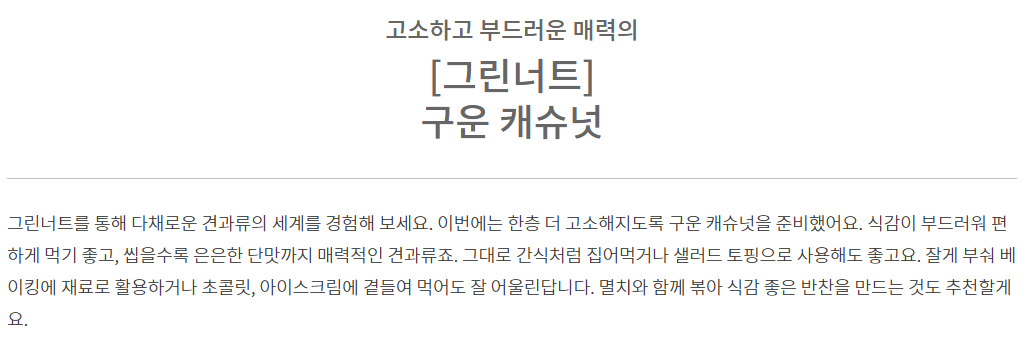 고소하고 부드러운 매력의
[그린너트]
구운 캐슈넛
그린너트를 통해 다채로운 견과류의 세계를 경험해 보세요. 이번에는 한층 더 고소해지도록 구운 캐슈넛을 준비했어요. 식감이 부드러워 편
하게 먹기 좋고, 씹을수록 은은한 단맛까지 매력적인 견과류죠. 그대로 간식처럼 집어먹거나 샐러드 토핑으로 사용해도 좋고요. 잘게 부숴 베
이킹에 재료로 활용하거나 초콜릿, 아이스크림에 곁들여 먹어도 잘 어울린답니다. 멸치와 함께 볶아 식감 좋은 반찬을 만드는 것도 추천할게
요.